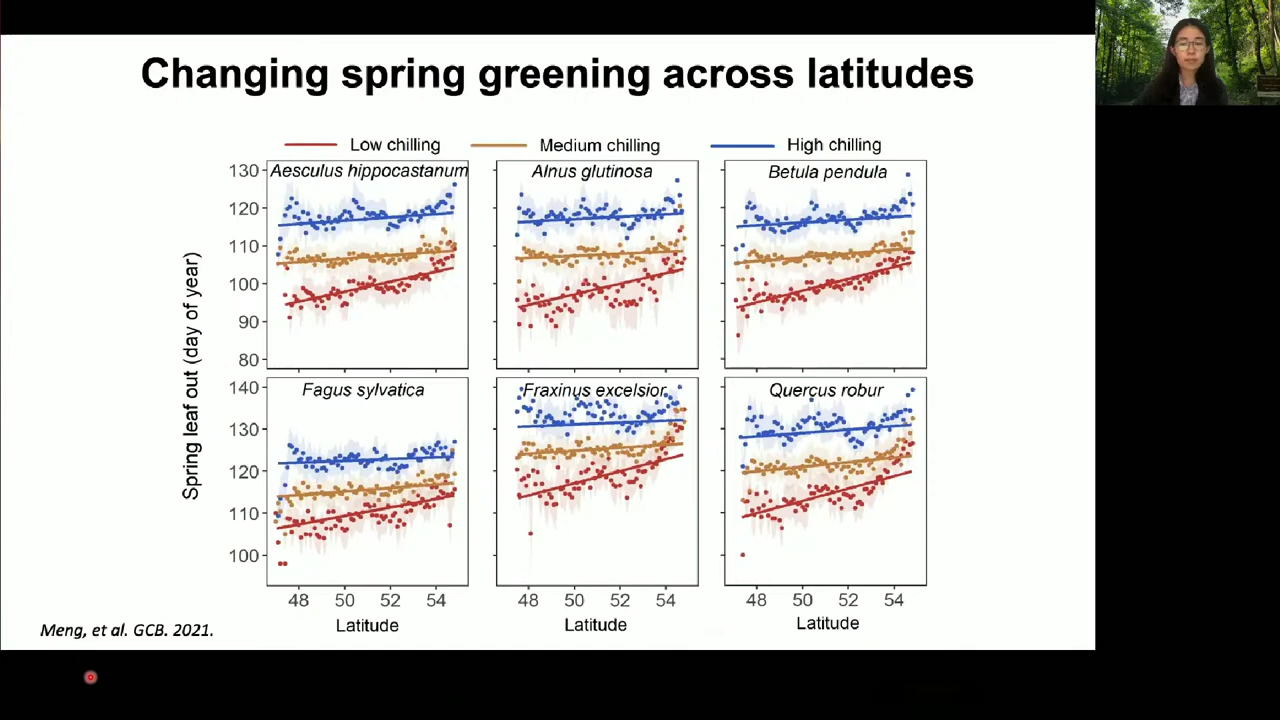 Changing spring greening across latitudes
Low chilling Medium chilling High chilling
Aesculus hippocastanum Alnus glutinosa Betula pendula
130
120
110
100
90
80
Spring leaf out (day of year)
Fagus sylvatica Fraxinus excelsior Quercus robur
140
130
120
110
100
48 50 52 54 48 50 52 54 48 50 52 54
Latitude Latitude Latitude
Meng, et al. GCB. 2021.